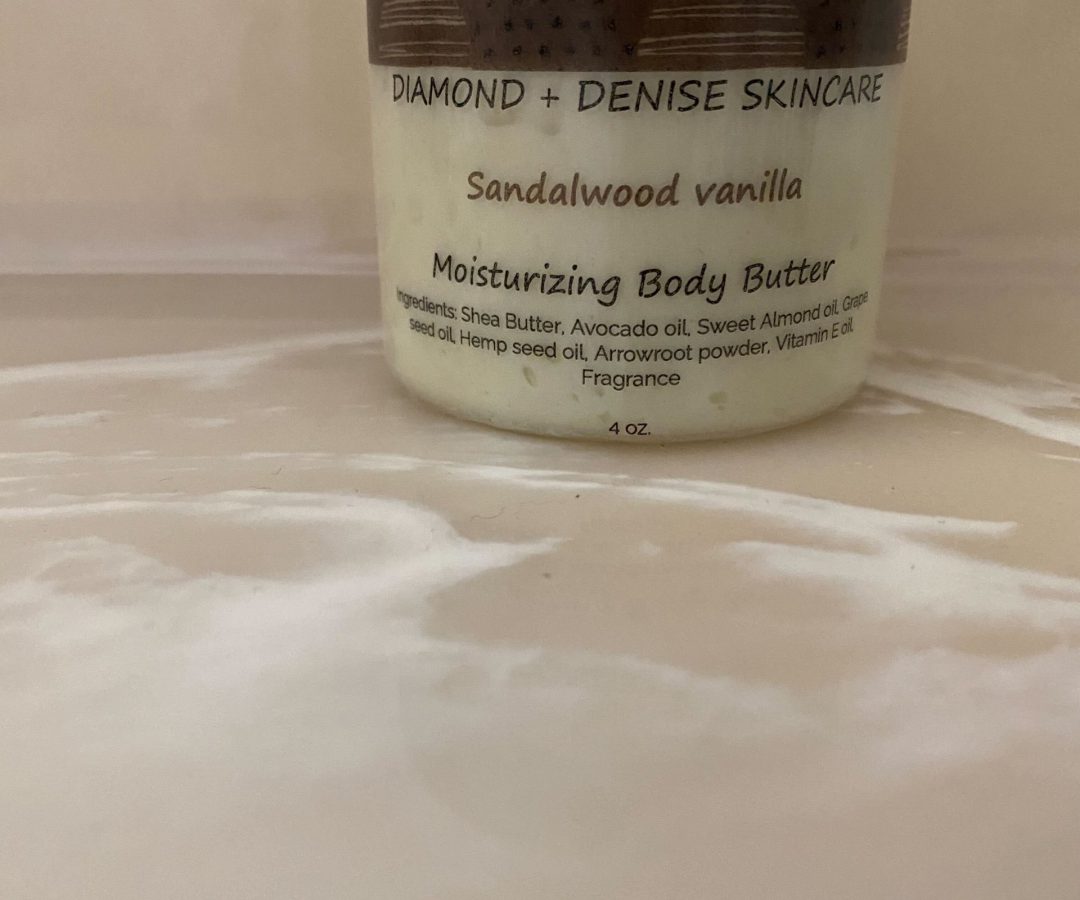 DIAMOND + DENISE SKINCARE
Sandalwood vanilla
Moisturizing Body Butter
Ingredients: Shea Butter, Avocado oil, Sweet Almond oil, Grape
seed oil, Hemp seed oil, Arrowroot powder, Vitamin E oil,
Fragrance
4 oz.